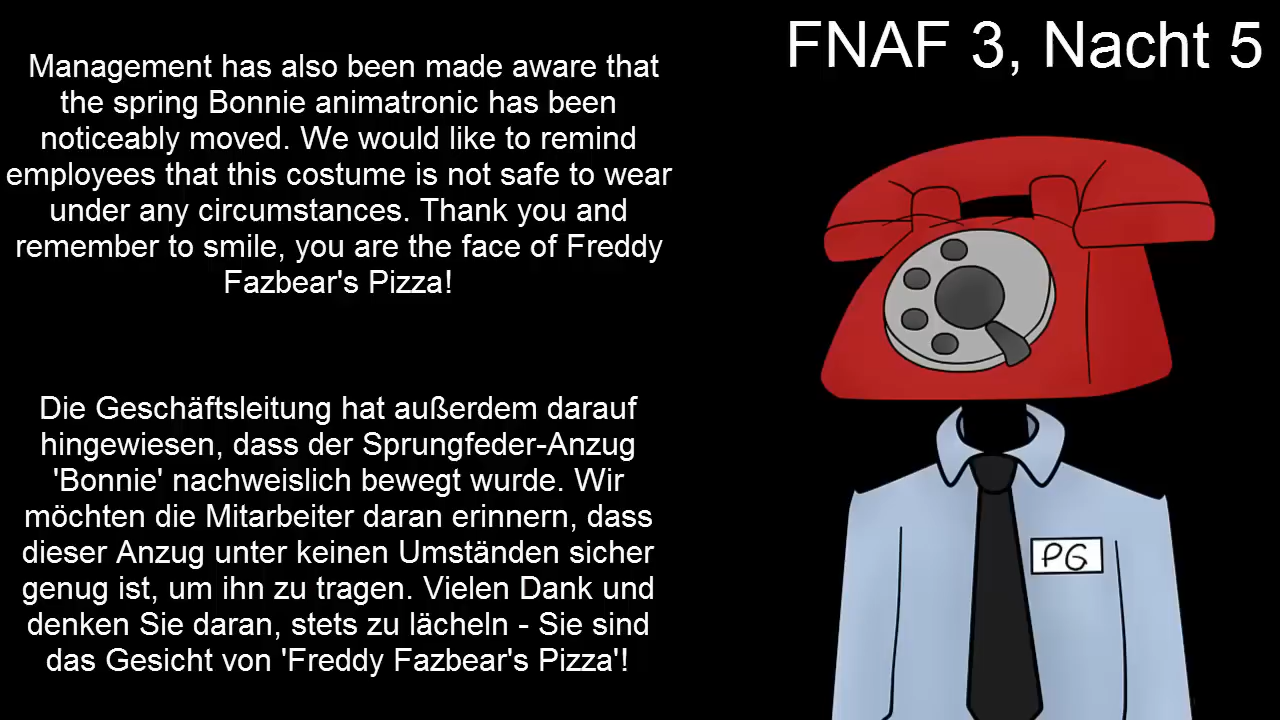 FNAF 3, Nacht 5
Management has also been made aware that
the spring Bonnie animatronic has been
noticeably moved. We would like to remind
employees that this costume is not safe to wear
under any circumstances. Thank you and
remember to smile, you are the face of Freddy
Fazbear's Pizza!
Die Geschäftsleitung hat außerdem darauf
hingewiesen, dass der Sprungfeder-Anzug
'Bonnie' nachweislich bewegt wurde. Wir
möchten die Mitarbeiter daran erinnern, dass
dieser Anzug unter keinen Umständen sicher
genug ist, um ihn zu tragen. Vielen Dank und
denken Sie daran, stets zu lächeln - Sie sind
das Gesicht von 'Freddy Fazbear's Pizza'!
PG